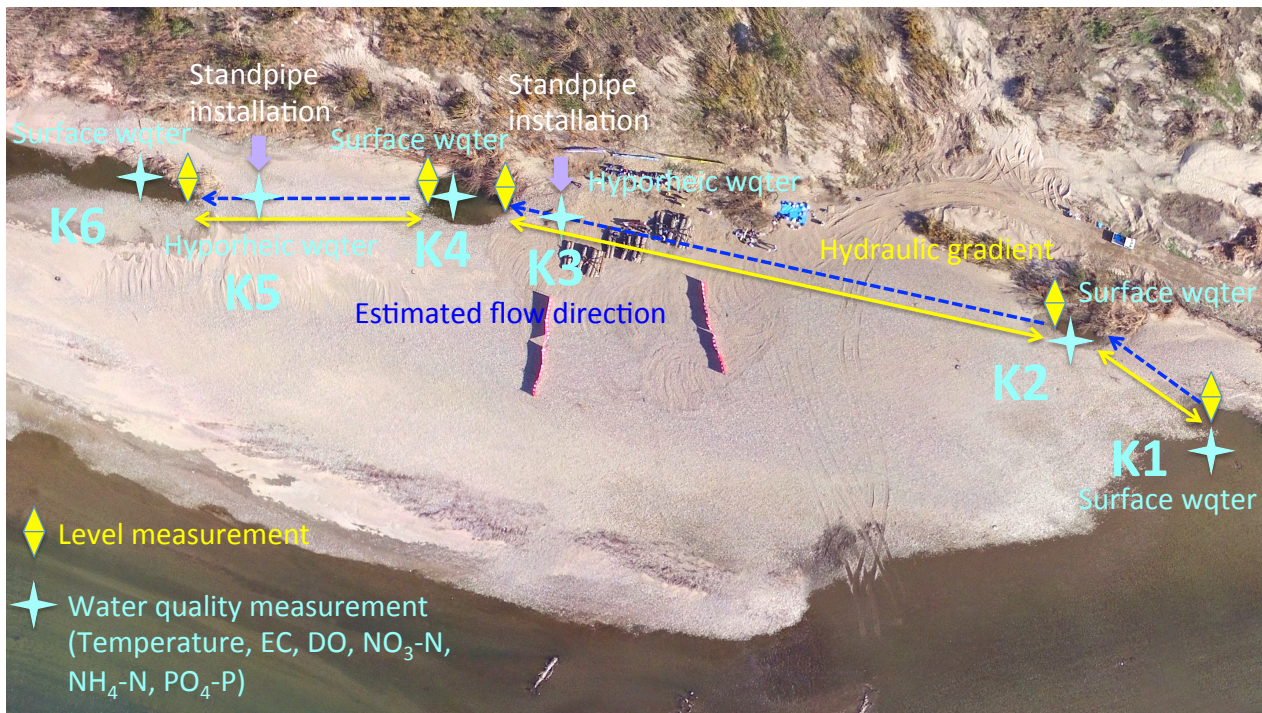 Standpipe
installation
Standpipe
installation
Surface wqter
Surface wqter
Hyporheic wqter
K6
K4
K3
Hyporheic wqter
K5
Hydraulic gradient
Estimated flow direction
Surface wqter
K2
K1
Surface wqter
Level measurement
Water quality measurement
(Temperature, EC, DO, NO₃-N,
NH₄-N, PO₄-P)